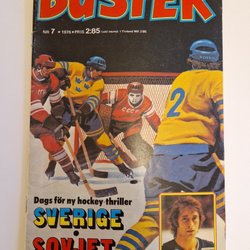 BUSTER
NR 7 • 1976 • PRIS 2:85
2
Dags för ny hockey-thriller
SVERIGE
SOVJET